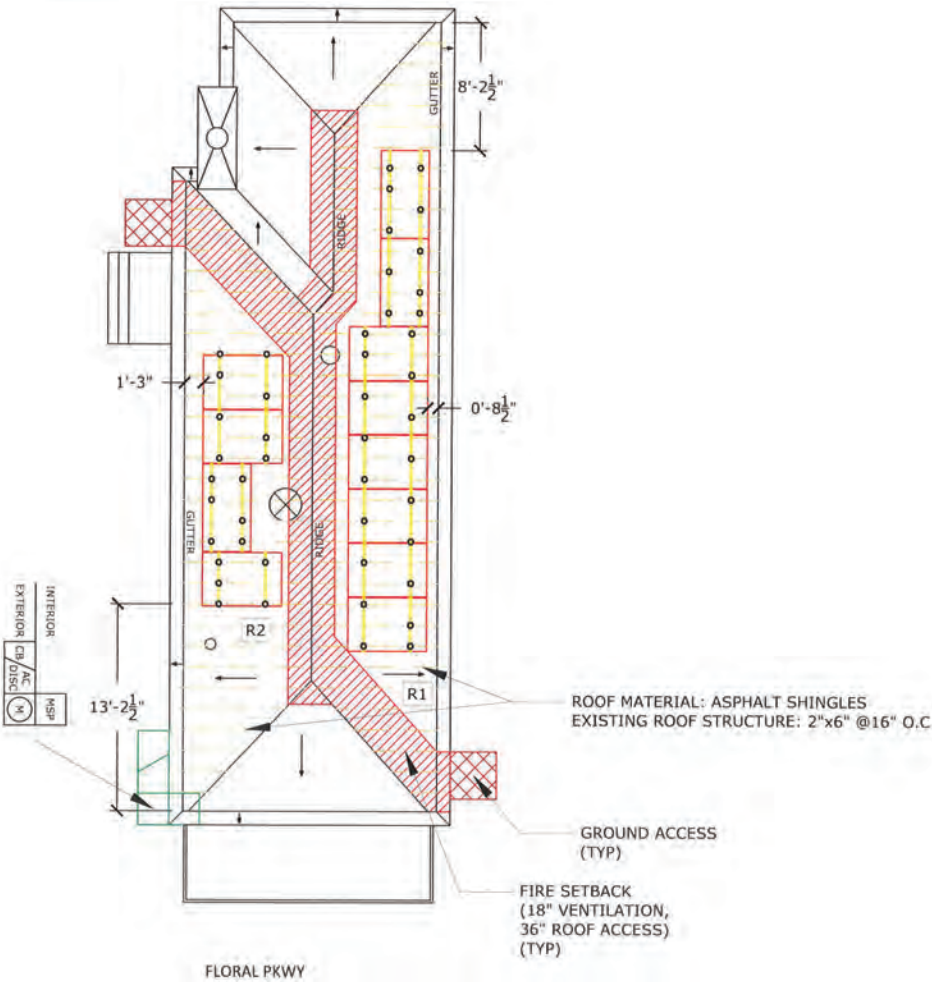 GUTTER
8'-2½"
RIDGE
1'-3"
0'-8½"
GUTTER
RIDGE
INTERIOR
EXTERIOR
CB/AC
DISC
MSP
M
R2
13'-2½"
R1
ROOF MATERIAL: ASPHALT SHINGLES
EXISTING ROOF STRUCTURE: 2"x6" @16" O.C
GROUND ACCESS
(TYP)
FIRE SETBACK
(18" VENTILATION,
36" ROOF ACCESS)
(TYP)
FLORAL PKWY